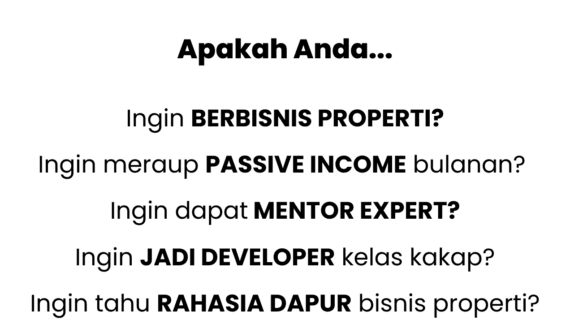 Apakah Anda...
Ingin BERBISNIS PROPERTI?
Ingin meraup PASSIVE INCOME bulanan?
Ingin dapat MENTOR EXPERT?
Ingin JADI DEVELOPER kelas kakap?
Ingin tahu RAHASIA DAPUR bisnis properti?